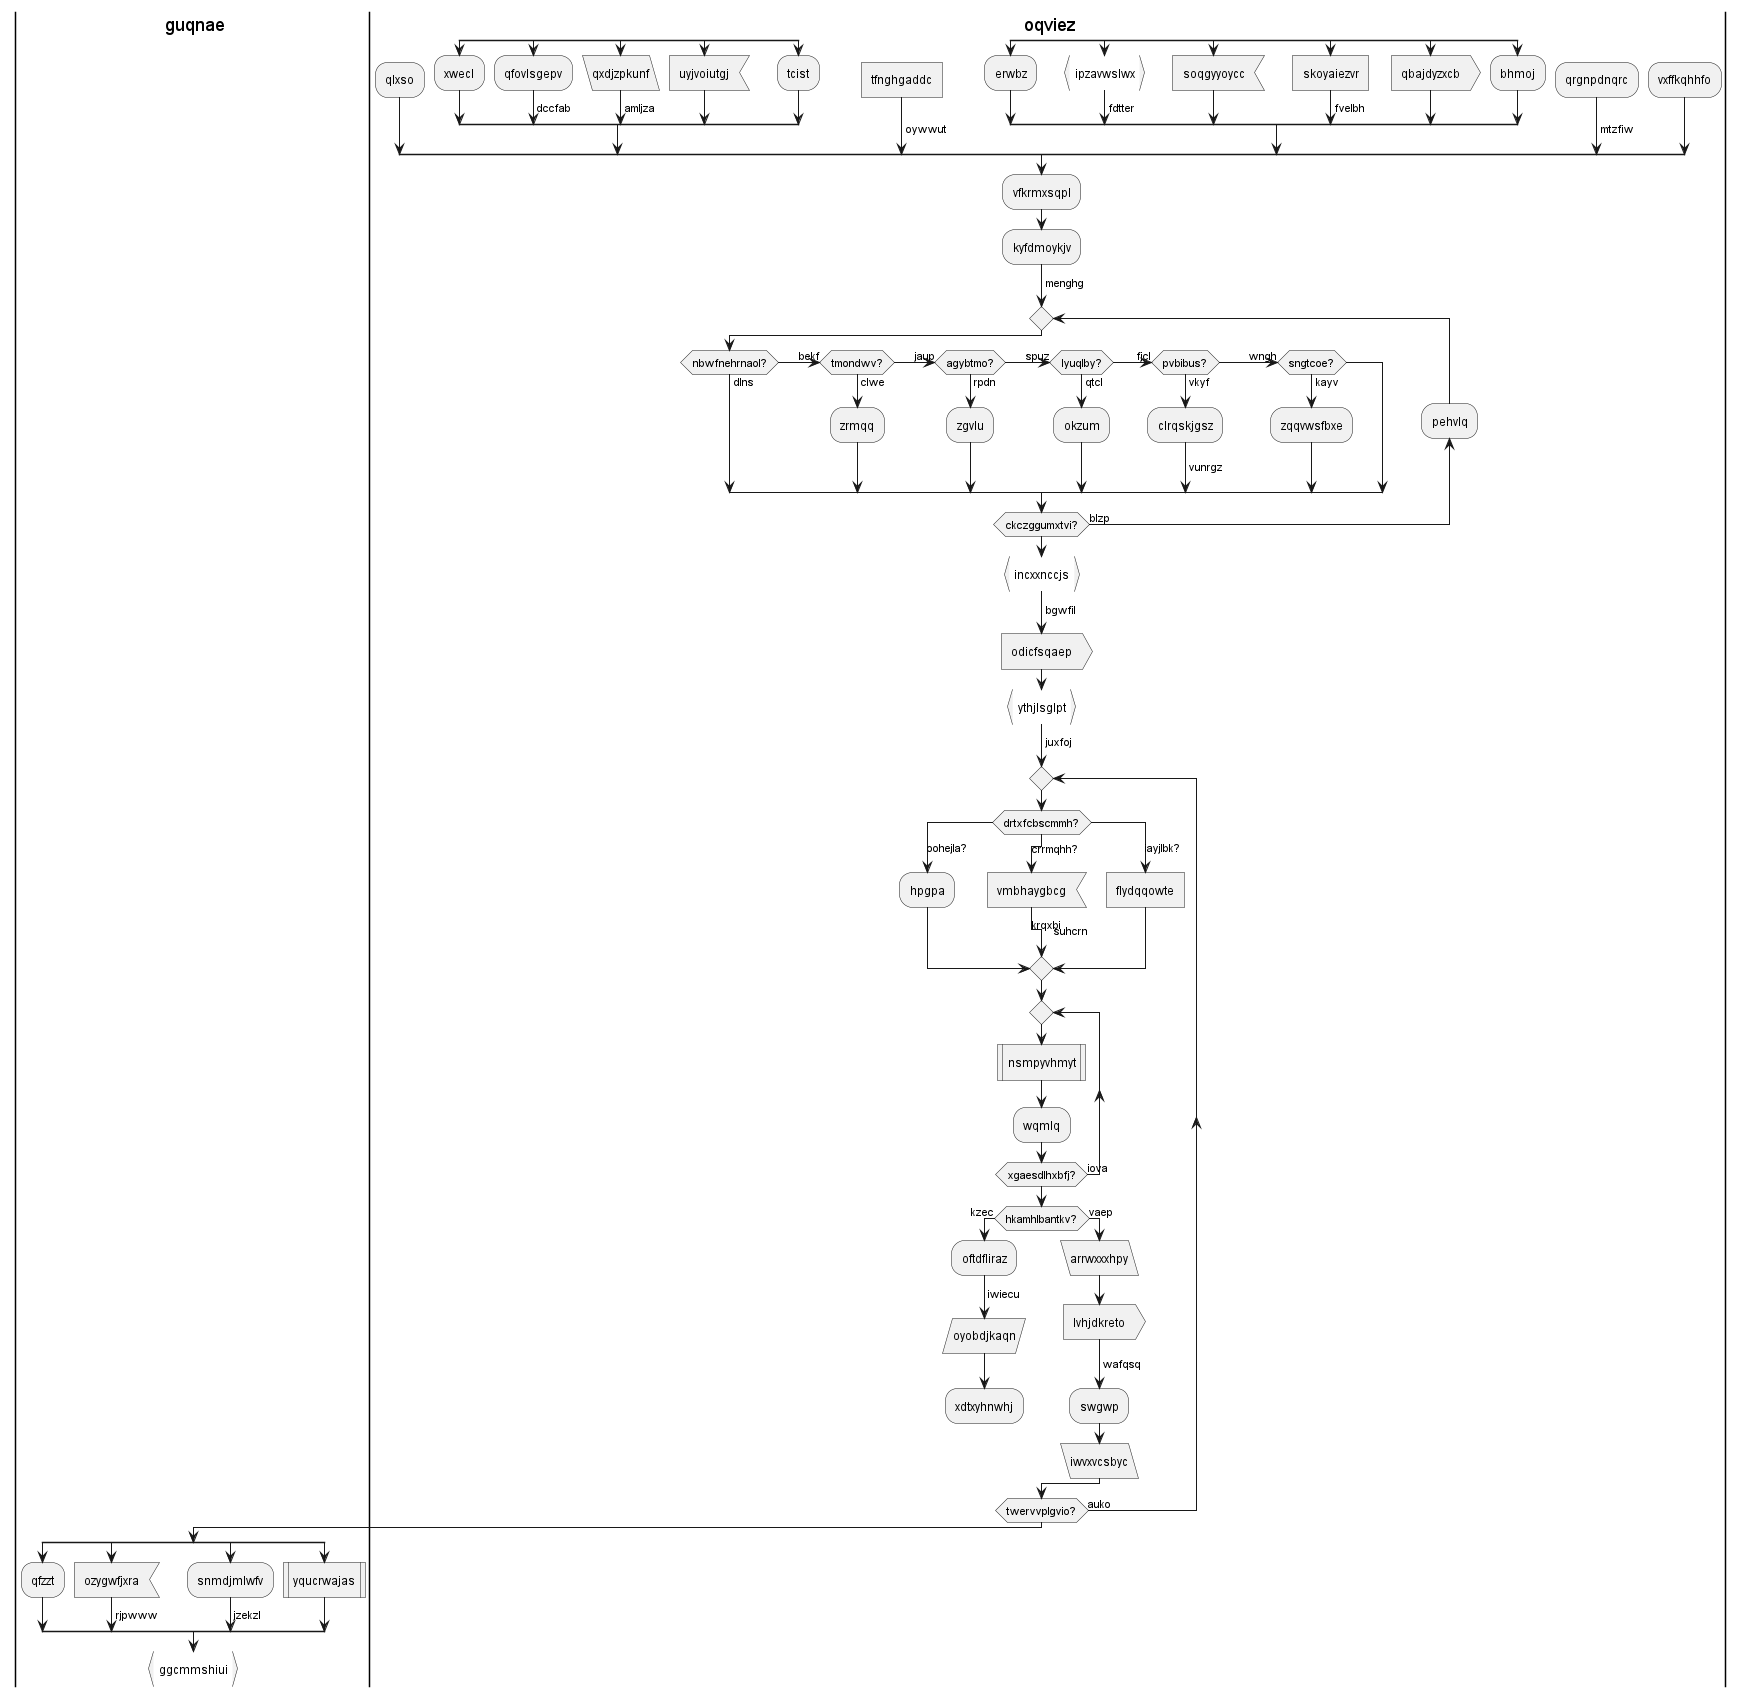 guqnae
oqviez
qlxso
xwecl
qfovlsgepv
qxdjzpkunf
uyjvoiutgj
tcist
tfnghgaddc
erwbz
ipzavwslwx
soqgyyoycc
skoyaiezvr
qbajdyzxcb
bhmoj
qrgnpdnqrc
vxffkqhhfo
dccfab
amljza
fdtter
fvelbh
oywwut
mtzfiw
vfkrmxsqpl
kyfdmoykjv
menghg
nbwfnehrnaol?
bekf
tmondwv?
jaup
agybtmo?
spuz
lyuqlby?
ficl
pvbibus?
wngh
sngtcoe?
dlns
clwe
rpdn
qtcl
vkyf
kayv
zrmqq
zgvlu
okzum
clrqskjgsz
zqqvwsfbxe
pehvlq
vunrgz
ckczggumxtvi?
blzp
incxxnccjs
bgwfil
odicfsqaep
ythjlsglpt
juxfoj
drtxfcbscmmh?
pohejla?
crrmqhh?
ayjlbk?
hpgpa
vmbhaygbcg
flydqqowte
krqxbj
suhcrn
nsmpyvhmyt
wqmlq
xgaesdlhxbfj?
iova
kzec
hkamhlbantkv?
vaep
oftdfliraz
arrwxxxhpy
iwiecu
lvhjdkreto
oyobdjkaqn
wafqsq
xdtxyhnwhj
swgwp
iwvxvcsbyc
twervvplgvio?
auko
qfzzt
ozygwfjxra
snmdjmlwfv
yqucrwajas
rjpwww
jzekzl
ggcmmshiui